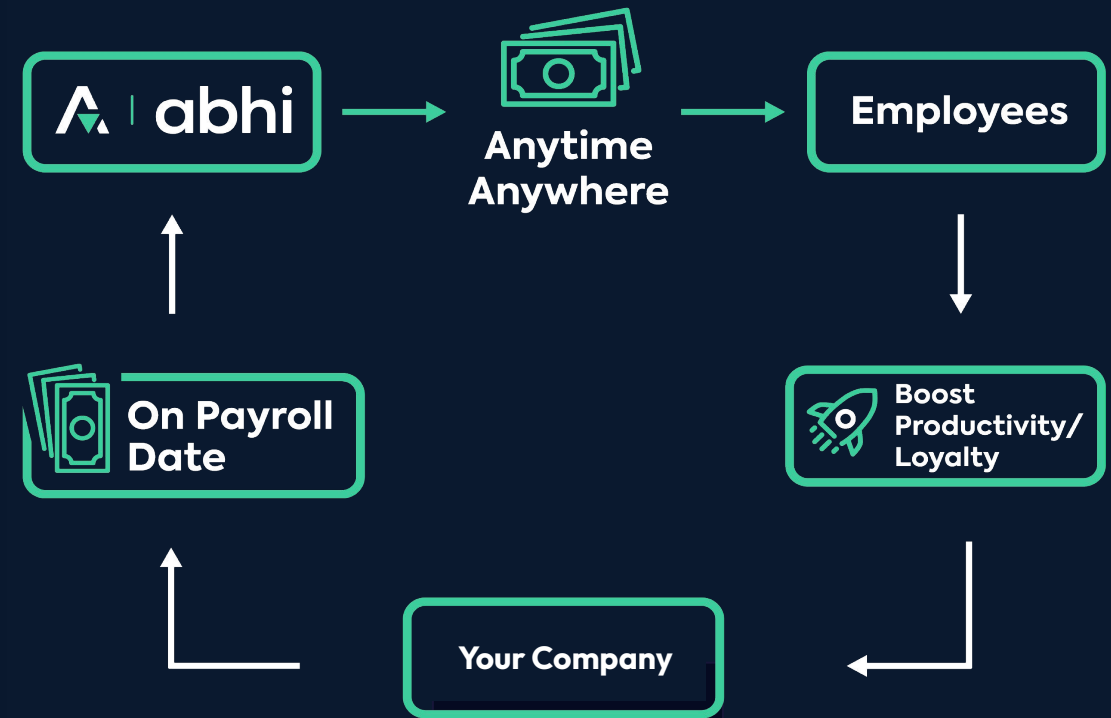 abhi
Anytime
Anywhere
Employees
On Payroll
Date
Boost
Productivity/
Loyalty
Your Company